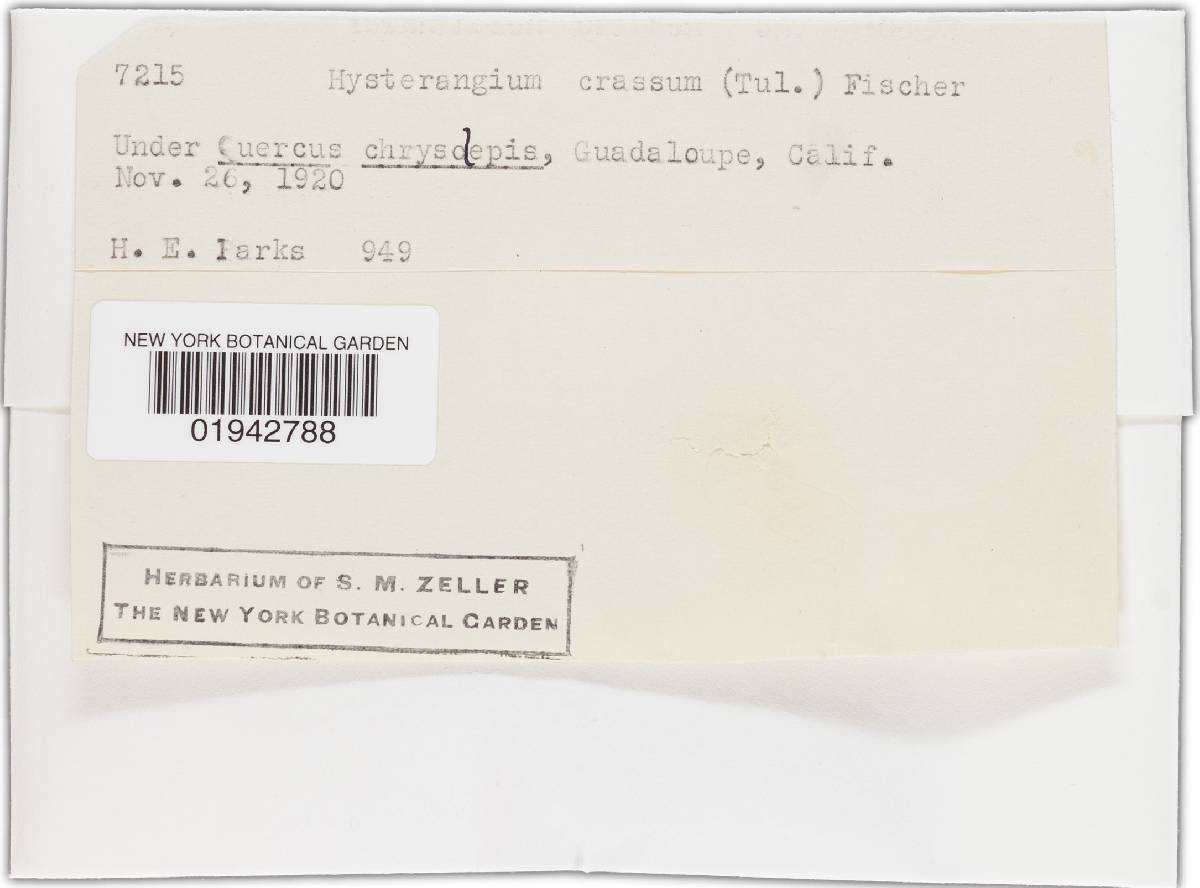 7215 Hysterangium crassum (Tul.) Fischer
Under Quercus chrysolepis, Guadaloupe, Calif.
Nov. 26, 1920
H. E. Parks 949
NEW YORK BOTANICAL GARDEN
01942788
HERBARIUM OF S. M. ZELLER
THE NEW YORK BOTANICAL GARDEN